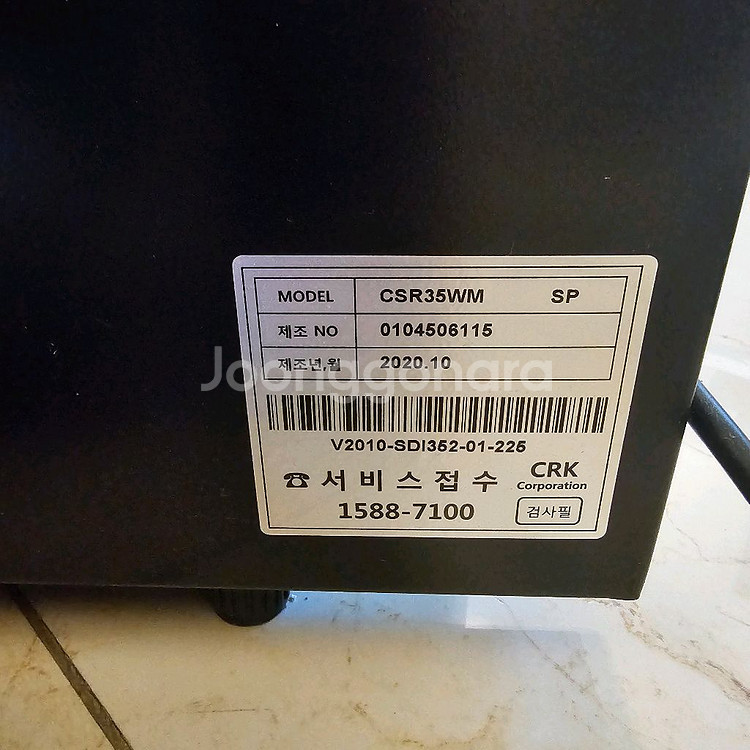 MODEL CSR35WM SP
제조 NO 0104506115
제조년.월 2020.10
Joonggonara
V2010-SDI352-01-225
☎ 서비스접수 CRK
Corporation
1588-7100 검사필